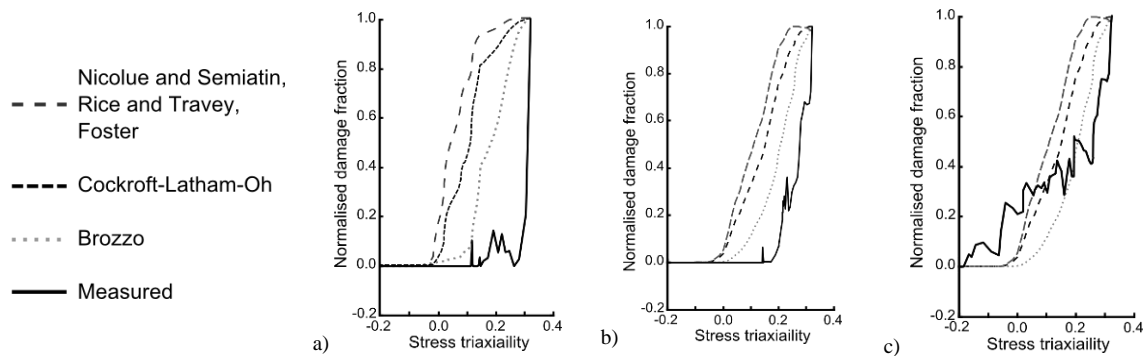 Nicolue and Semiatin,
Rice and Travey,
Foster
Cockroft-Latham-Oh
Brozzo
Measured
Normalised damage fraction
1.0
0.8
0.6
0.4
0.2
0.0
-0.2
-0.2
0.0
0.2
0.4
Stress triaxiaility
a)
Normalised damage fraction
1.0
0.8
0.6
0.4
0.2
0.0
-0.2
-0.2
0.0
0.2
0.4
Stress triaxiaility
b)
Normalised damage fraction
1.0
0.8
0.6
0.4
0.2
0.0
-0.2
-0.2
0.0
0.2
0.4
Stress triaxiaility
c)